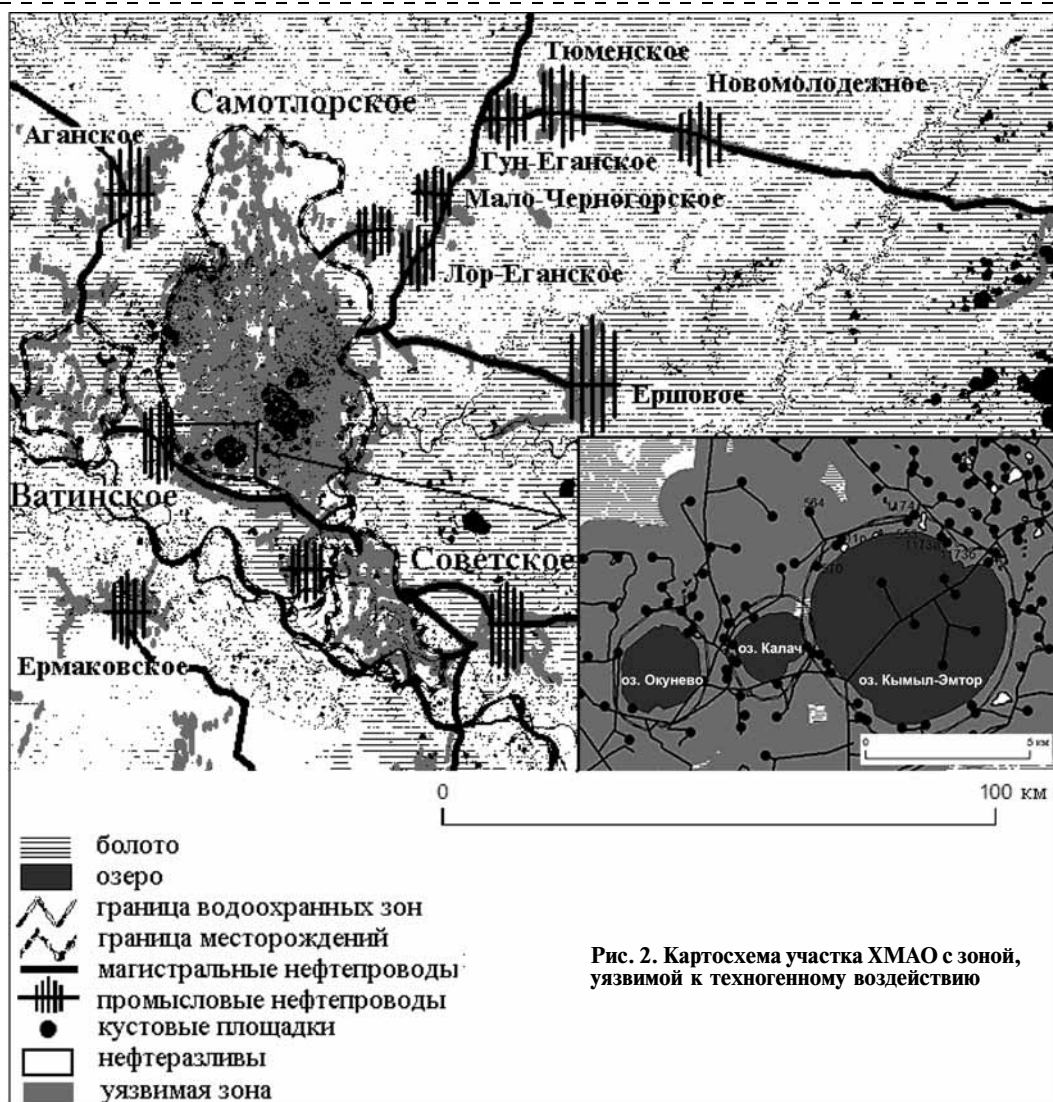 Тюменское
Новомолодежное
Самотлорское
Аганское
Гун-Еганское
Мало-Черногорское
Лор-Еганское
Ершовое
Ватинское
Советское
Ермаковское
564
оз. Калач
оз. Окунево
оз. Кымыл-Эмтор
0 5 км
0 100 км
болото
озеро
граница водоохранных зон
граница месторождений
магистральные нефтепроводы
промысловые нефтепроводы
кустовые площадки
нефтеразливы
уязвимая зона
Рис. 2. Картосхема участка ХМАО с зоной,
уязвимой к техногенному воздействию